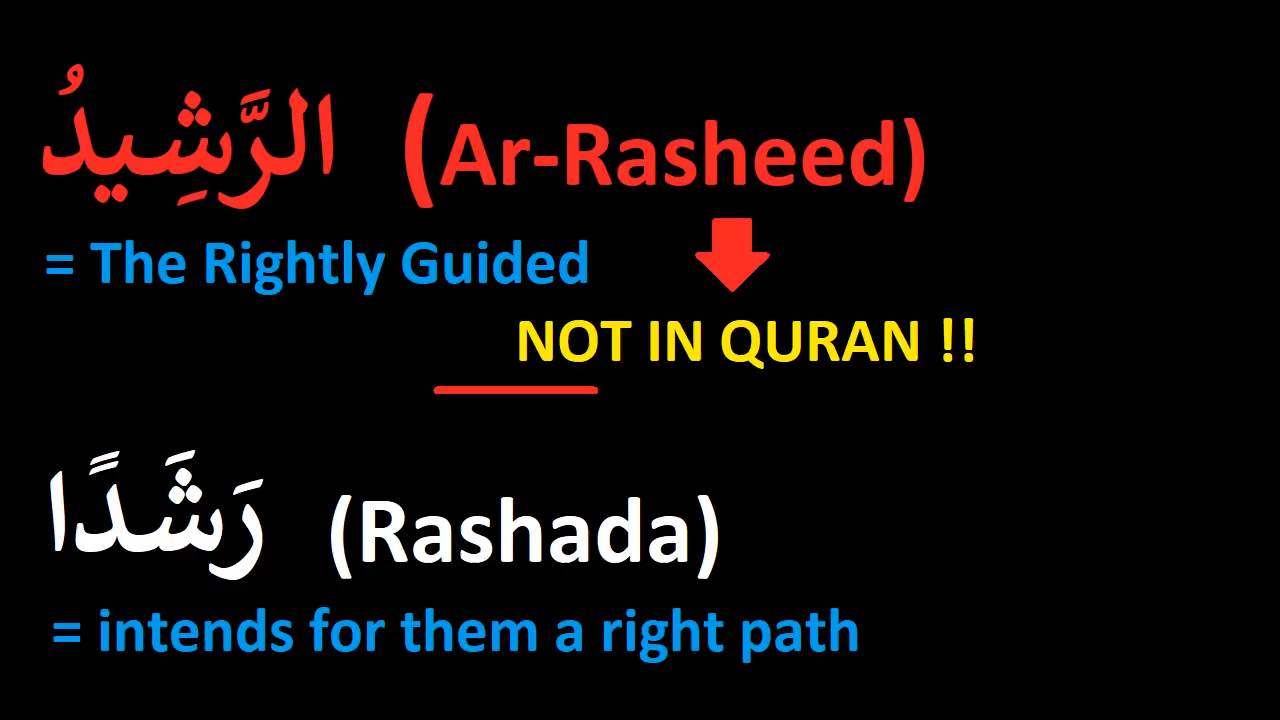 الرَّشِيدُ (Ar-Rasheed)
= The Rightly Guided
NOT IN QURAN !!
رَشَدًا (Rashada)
= intends for them a right path